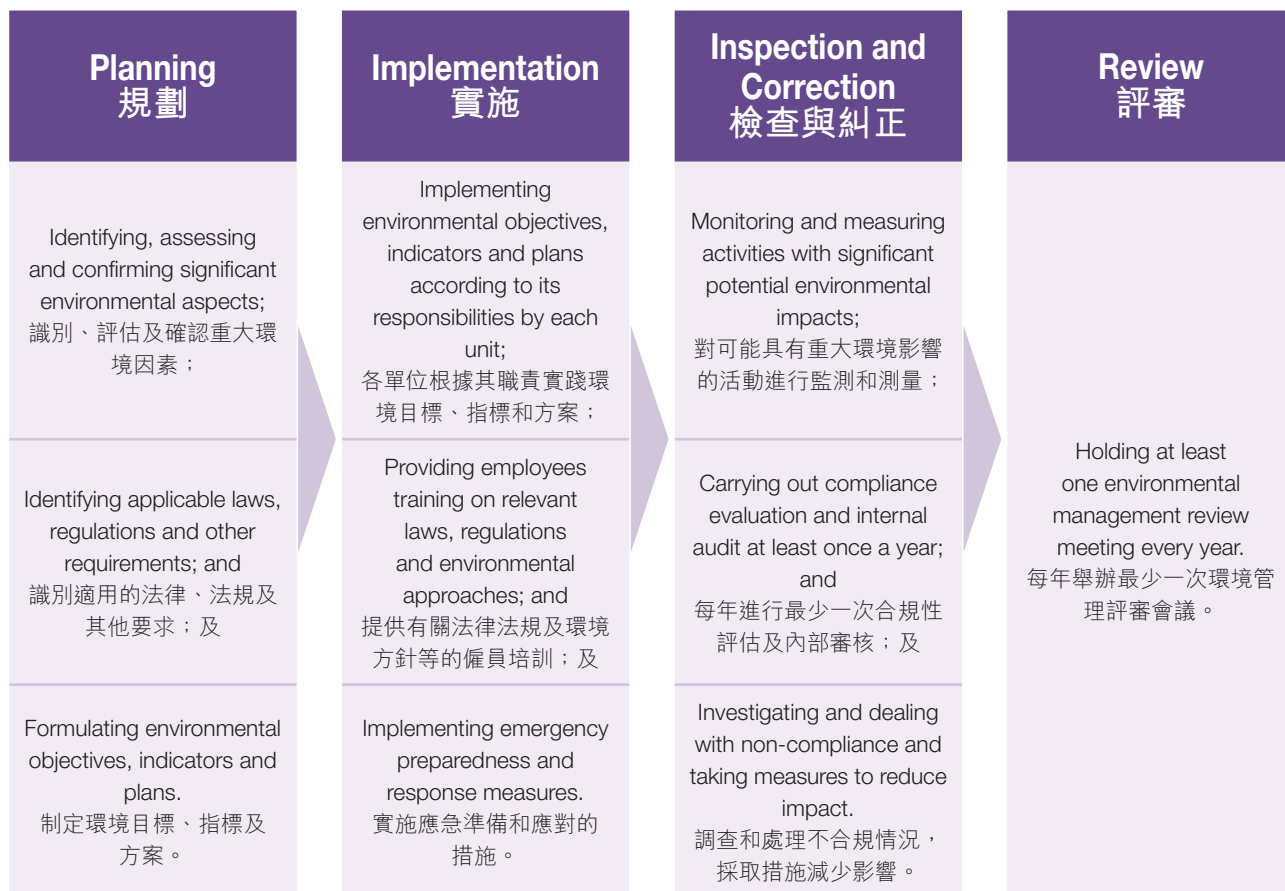 Planning
規劃
Identifying, assessing
and confirming significant
environmental aspects;
識別、評估及確認重大環
境因素；
Identifying applicable laws,
regulations and other
requirements; and
識別適用的法律、法規及
其他要求；及
Formulating environmental
objectives, indicators and
plans.
制定環境目標、指標及
方案。
Implementation
實施
Implementing
environmental objectives,
indicators and plans
according to its
responsibilities by each
unit;
各單位根據其職責實踐環
境目標、指標和方案；
Providing employees
training on relevant
laws, regulations
and environmental
approaches; and
提供有關法律法規及環境
方針等的僱員培訓；及
Implementing emergency
preparedness and
response measures.
實施應急準備和應對的
措施。
Inspection and
Correction
檢查與糾正
Monitoring and measuring
activities with significant
potential environmental
impacts;
對可能具有重大環境影響
的活動進行監測和測量；
Carrying out compliance
evaluation and internal
audit at least once a year;
and
每年進行最少一次合規性
評估及內部審核；及
Investigating and dealing
with non-compliance and
taking measures to reduce
impact.
調查和處理不合規情況，
採取措施減少影響。
Review
評審
Holding at least
one environmental
management review
meeting every year.
每年舉辦最少一次環境管
理評審會議。